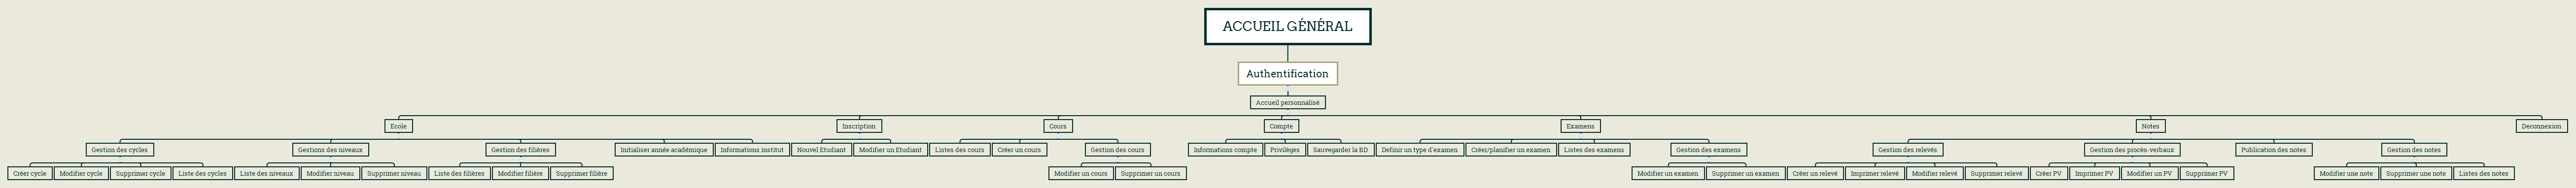 ACCUEIL GÉNÉRAL
Authentification
Accueil personnalisé
Ecole
Inscription
Cours
Compte
Examens
Notes
Deconnexion
Gestion des cycles
Gestions des niveaux
Gestion des filières
Initialiser année académique
Informations institut
Nouvel Etudiant
Modifier un Etudiant
Listes des cours
Créer un cours
Gestion des cours
Informations compte
Privilèges
Sauvegarder la BD
Definir un type d'examen
Créer/planifier un examen
Listes des examens
Gestion des examens
Gestion des relevés
Gestion des procès-verbaux
Publication des notes
Gestion des notes
Créer cycle
Modifier cycle
Supprimer cycle
Liste des cycles
Liste des niveaux
Modifier niveau
Supprimer niveau
Liste des filières
Modifier filière
Supprimer filière
Modifier un cours
Supprimer un cours
Modifier un examen
Supprimer un examen
Créer un relevé
Imprimer relevé
Modifier relevé
Supprimer relevé
Créer PV
Imprimer PV
Modifier un PV
Supprimer PV
Modifier une note
Supprimer une note
Listes des notes